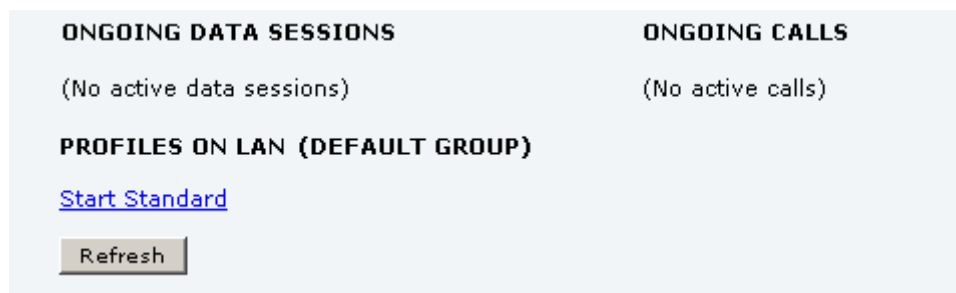 ONGOING DATA SESSIONS ONGOING CALLS
(No active data sessions) (No active calls)
PROFILES ON LAN (DEFAULT GROUP)
Start Standard
Refresh